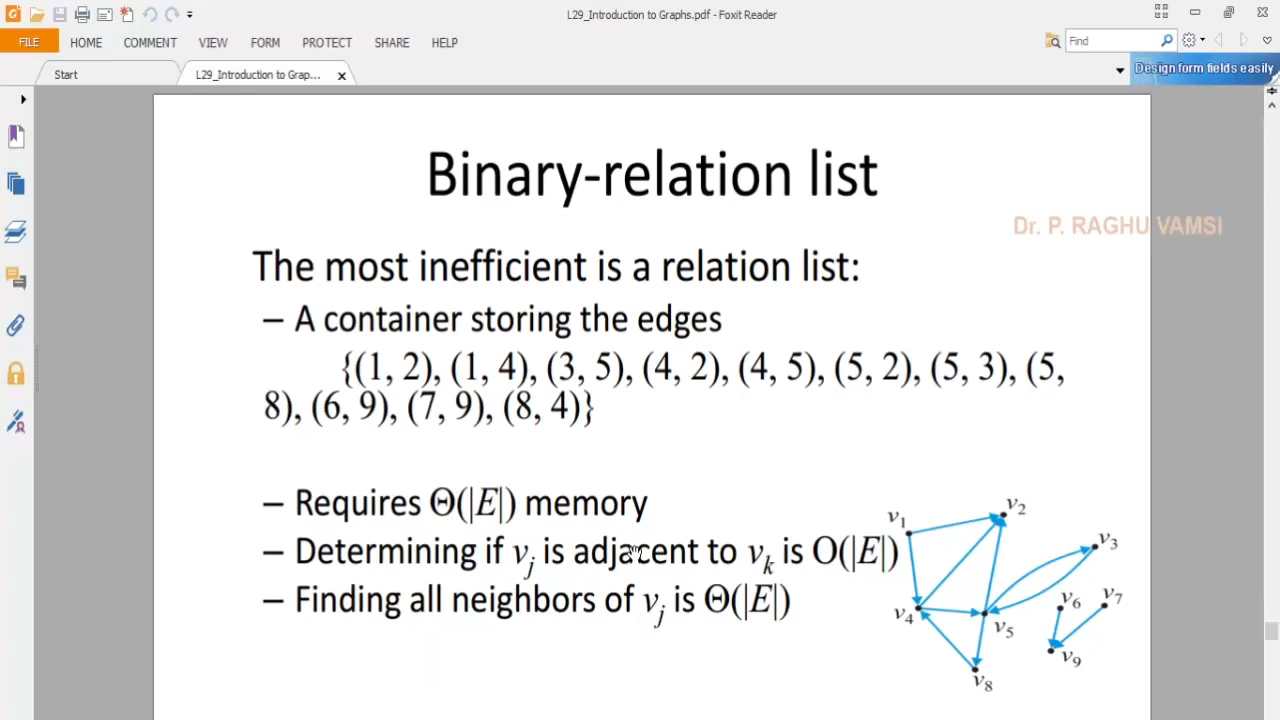 L29_Introduction to Graphs.pdf - Foxit Reader
FILE HOME COMMENT VIEW FORM PROTECT SHARE HELP
Find
Start
L29_Introduction to Grap... x
Design form fields easily
Binary-relation list
Dr. P. RAGHU VAMSI
The most inefficient is a relation list:
– A container storing the edges
{(1, 2), (1, 4), (3, 5), (4, 2), (4, 5), (5, 2), (5, 3), (5,
8), (6, 9), (7, 9), (8, 4)}
– Requires Θ(|E|) memory
– Determining if vj is adjacent to vk is O(|E|)
– Finding all neighbors of vj is Θ(|E|)
v1
v2
v3
v4
v5
v6
v7
v8
v9